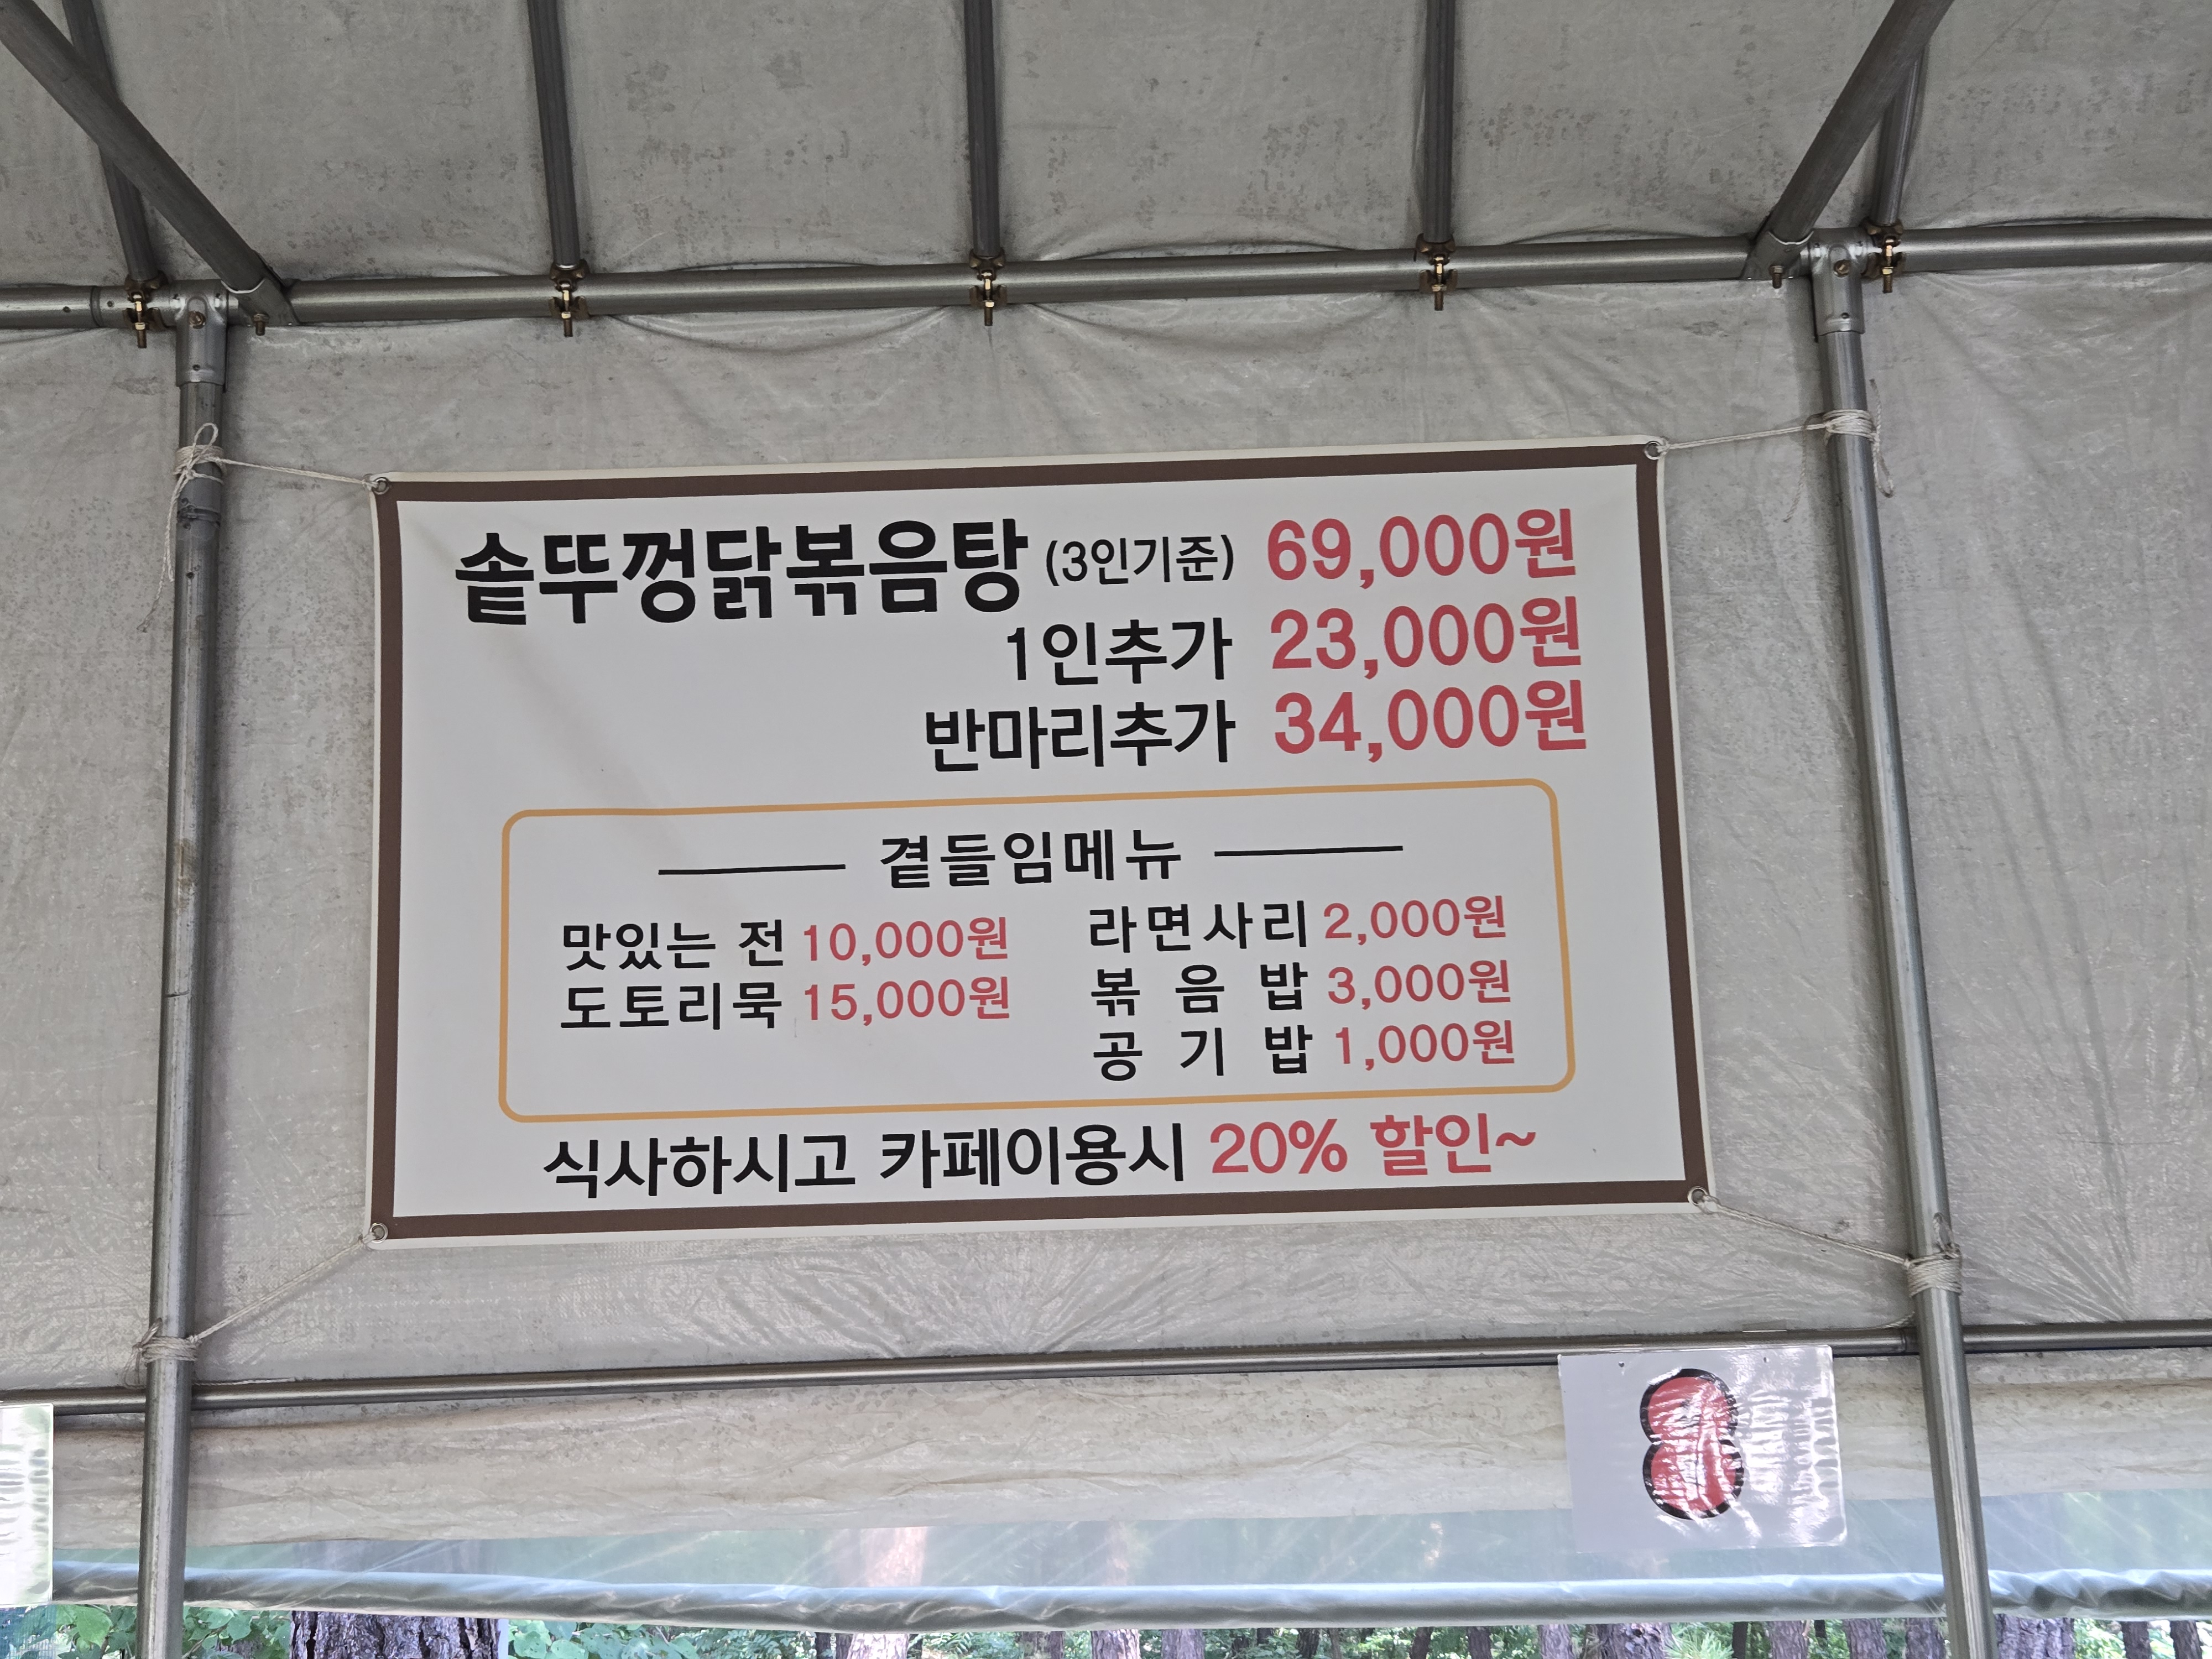 솥뚜껑닭볶음탕 (3인기준) 69,000원
1인추가 23,000원
반마리추가 34,000원
곁들임메뉴
맛있는 전 10,000원 라면사리 2,000원
도토리묵 15,000원 볶 음 밥 3,000원
공 기 밥 1,000원
식사하시고 카페이용시 20% 할인~
8